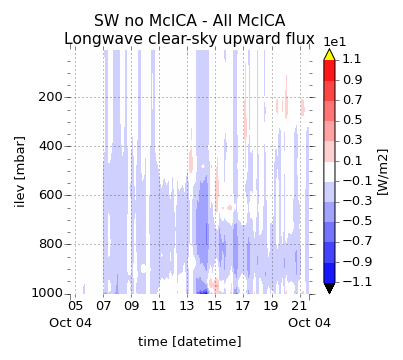 SW no McICA - All McICA
Longwave clear-sky upward flux
1e1
200
400
600
800
1000
ilev [mbar]
05 07 09 11 13 15 17 19 21
Oct 04 Oct 04
time [datetime]
1.1
0.9
0.7
0.5
0.3
0.1
−0.1
−0.3
−0.5
−0.7
−0.9
−1.1
[W/m2]